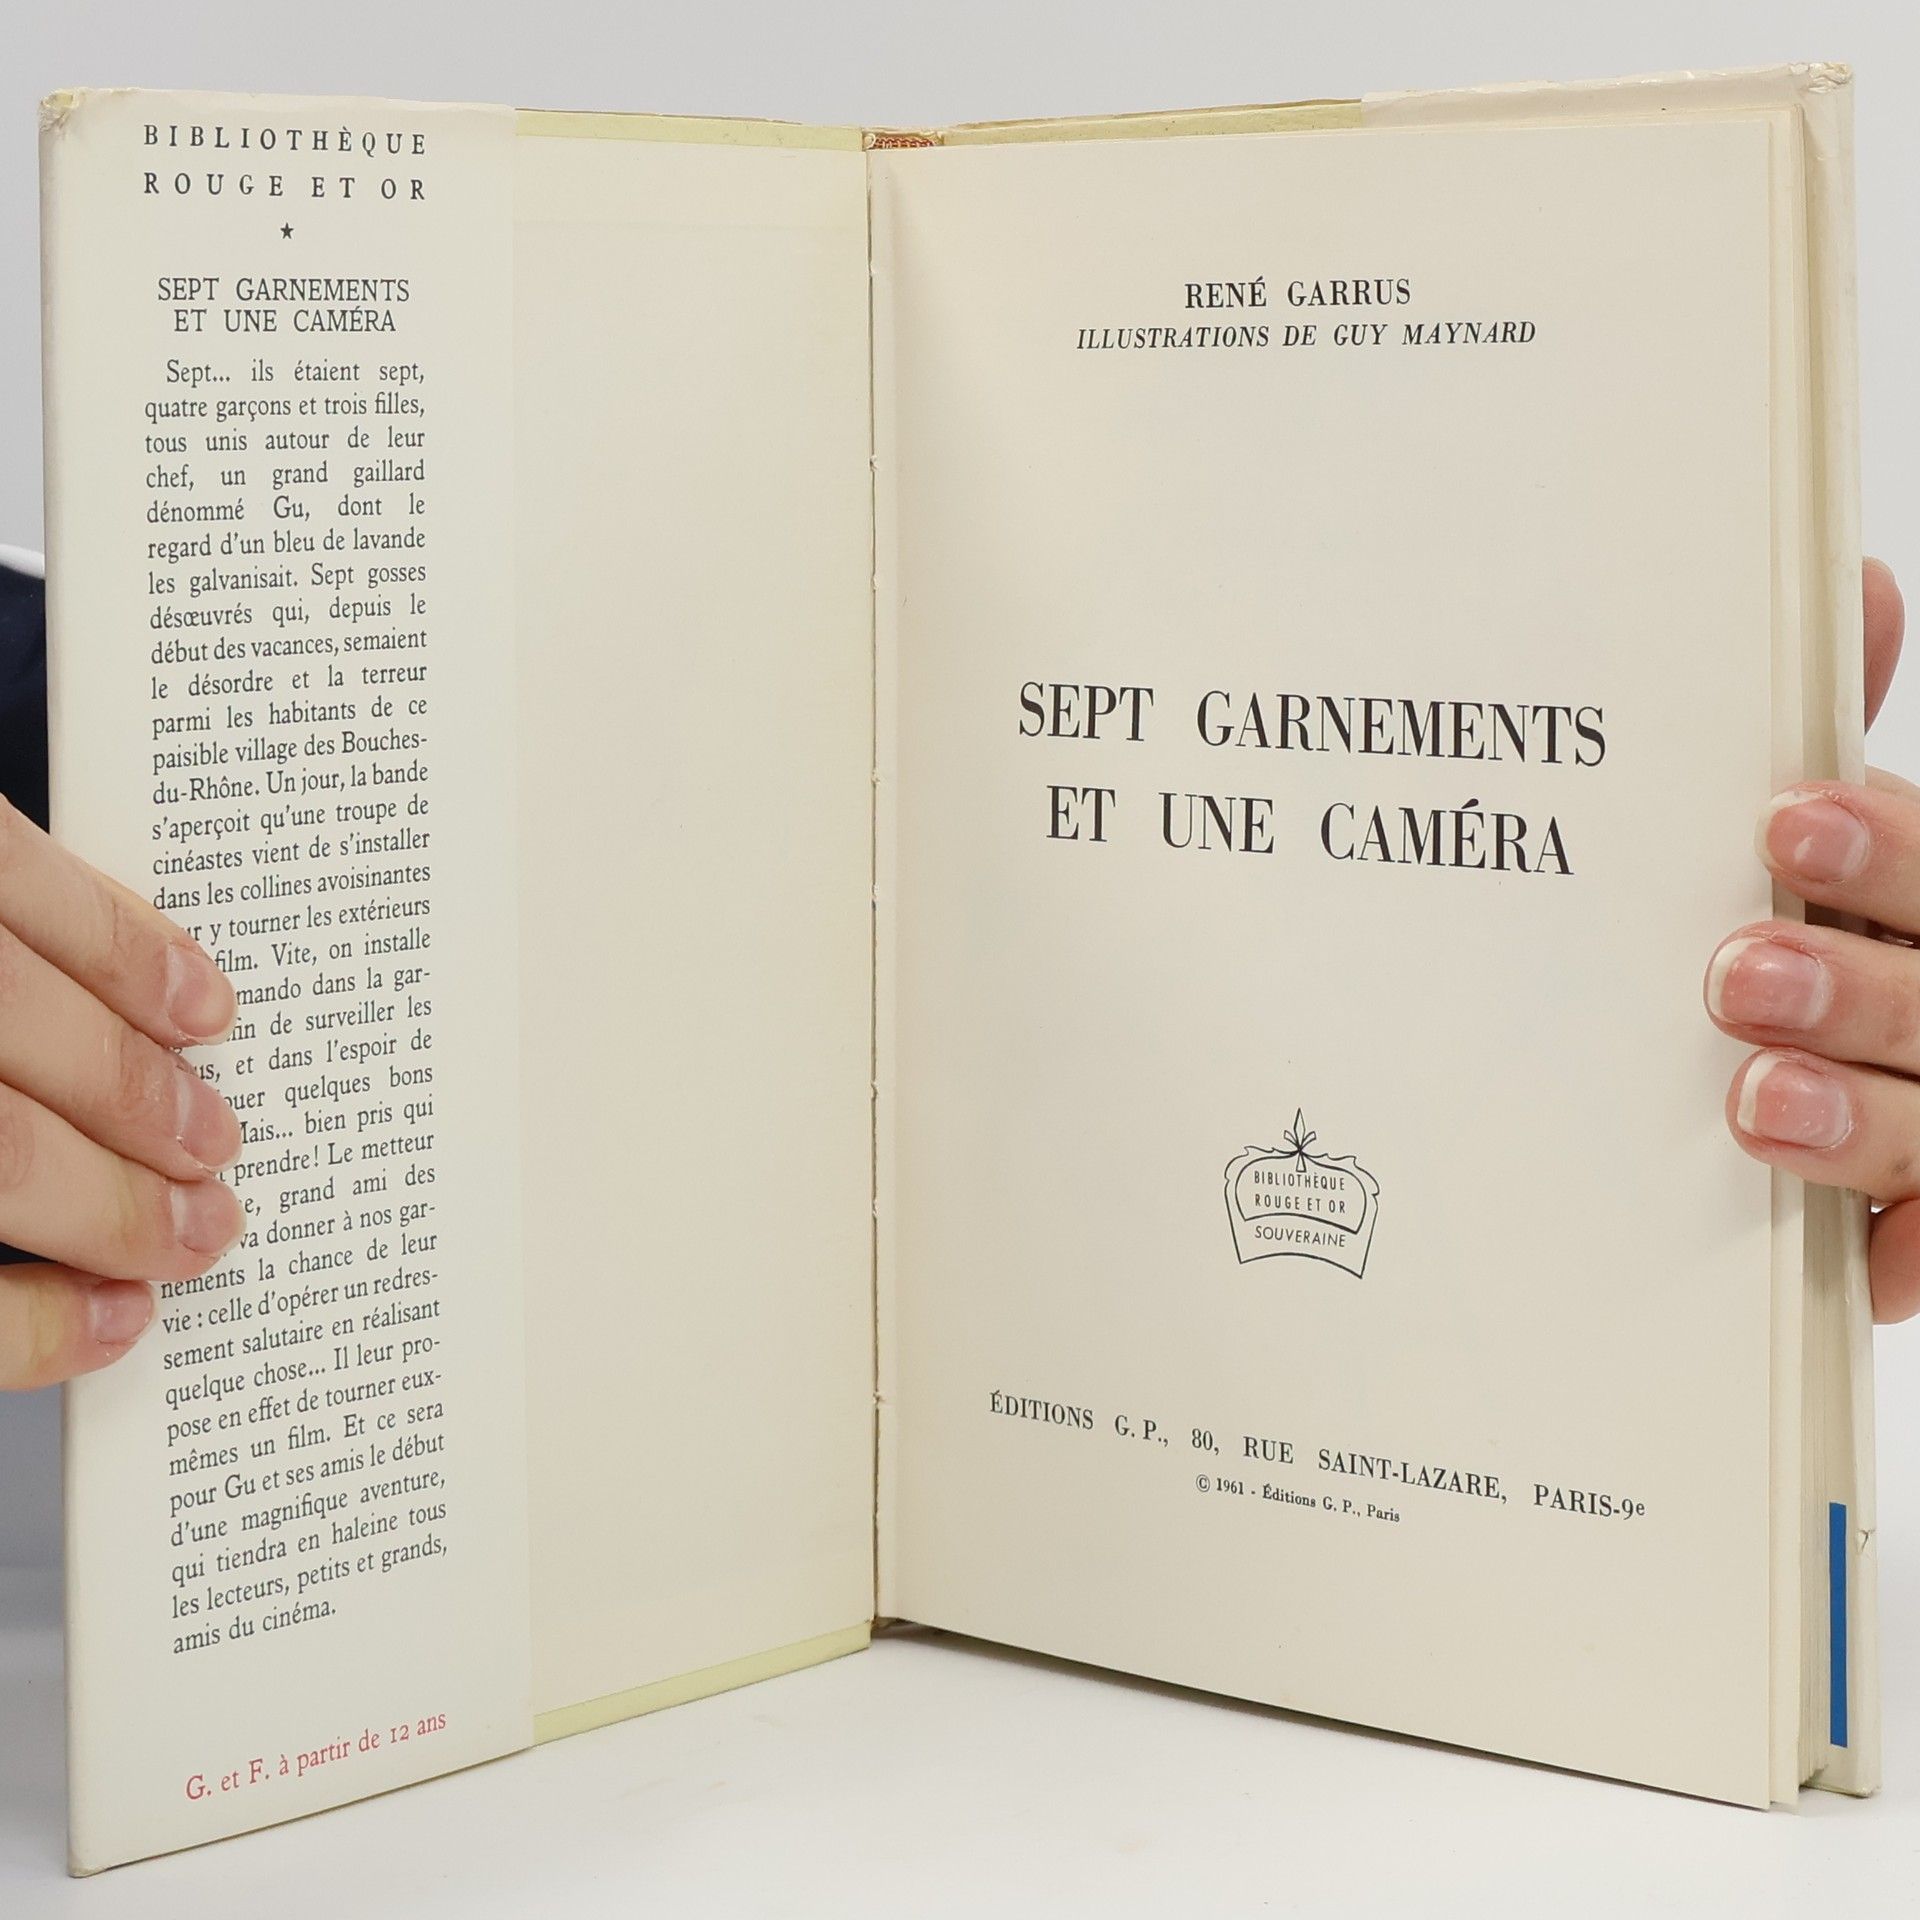 BIBLIOTHÈQUE
ROUGE ET OR
★
SEPT GARNEMENTS
ET UNE CAMÉRA
Sept... ils étaient sept,
quatre garçons et trois filles,
tous unis autour de leur
chef, un grand gaillard
dénommé Gu, dont le
regard d'un bleu de lavande
les galvanisait. Sept gosses
désœuvrés qui, depuis le
début des vacances, semaient
le désordre et la terreur
parmi les habitants de ce
paisible village des Bouches-
du-Rhône. Un jour, la bande
s'aperçoit qu'une troupe de
cinéastes vient de s'installer
dans les collines avoisinantes
y tourner les extérieurs
film. Vite, on installe
dans la gar-
de surveiller les
et dans l'espoir de
quelques bons
bien pris qui
prendre! Le metteur
grand ami des
va donner à nos gar-
nements la chance de leur
vie : celle d'opérer un redres-
sement salutaire en réalisant
quelque chose... Il leur pro-
pose en effet de tourner eux-
mêmes un film. Et ce sera
pour Gu et ses amis le début
d'une magnifique aventure,
qui tiendra en haleine tous
les lecteurs, petits et grands,
amis du cinéma.
G. et F. à partir de 12 ans
RENÉ GARRUS
ILLUSTRATIONS DE GUY MAYNARD
SEPT GARNEMENTS
ET UNE CAMÉRA
BIBLIOTHÈQUE
ROUGE ET OR
SOUVERAINE
ÉDITIONS G. P., 80, RUE SAINT-LAZARE, PARIS-9e
© 1961 - Éditions G. P., Paris